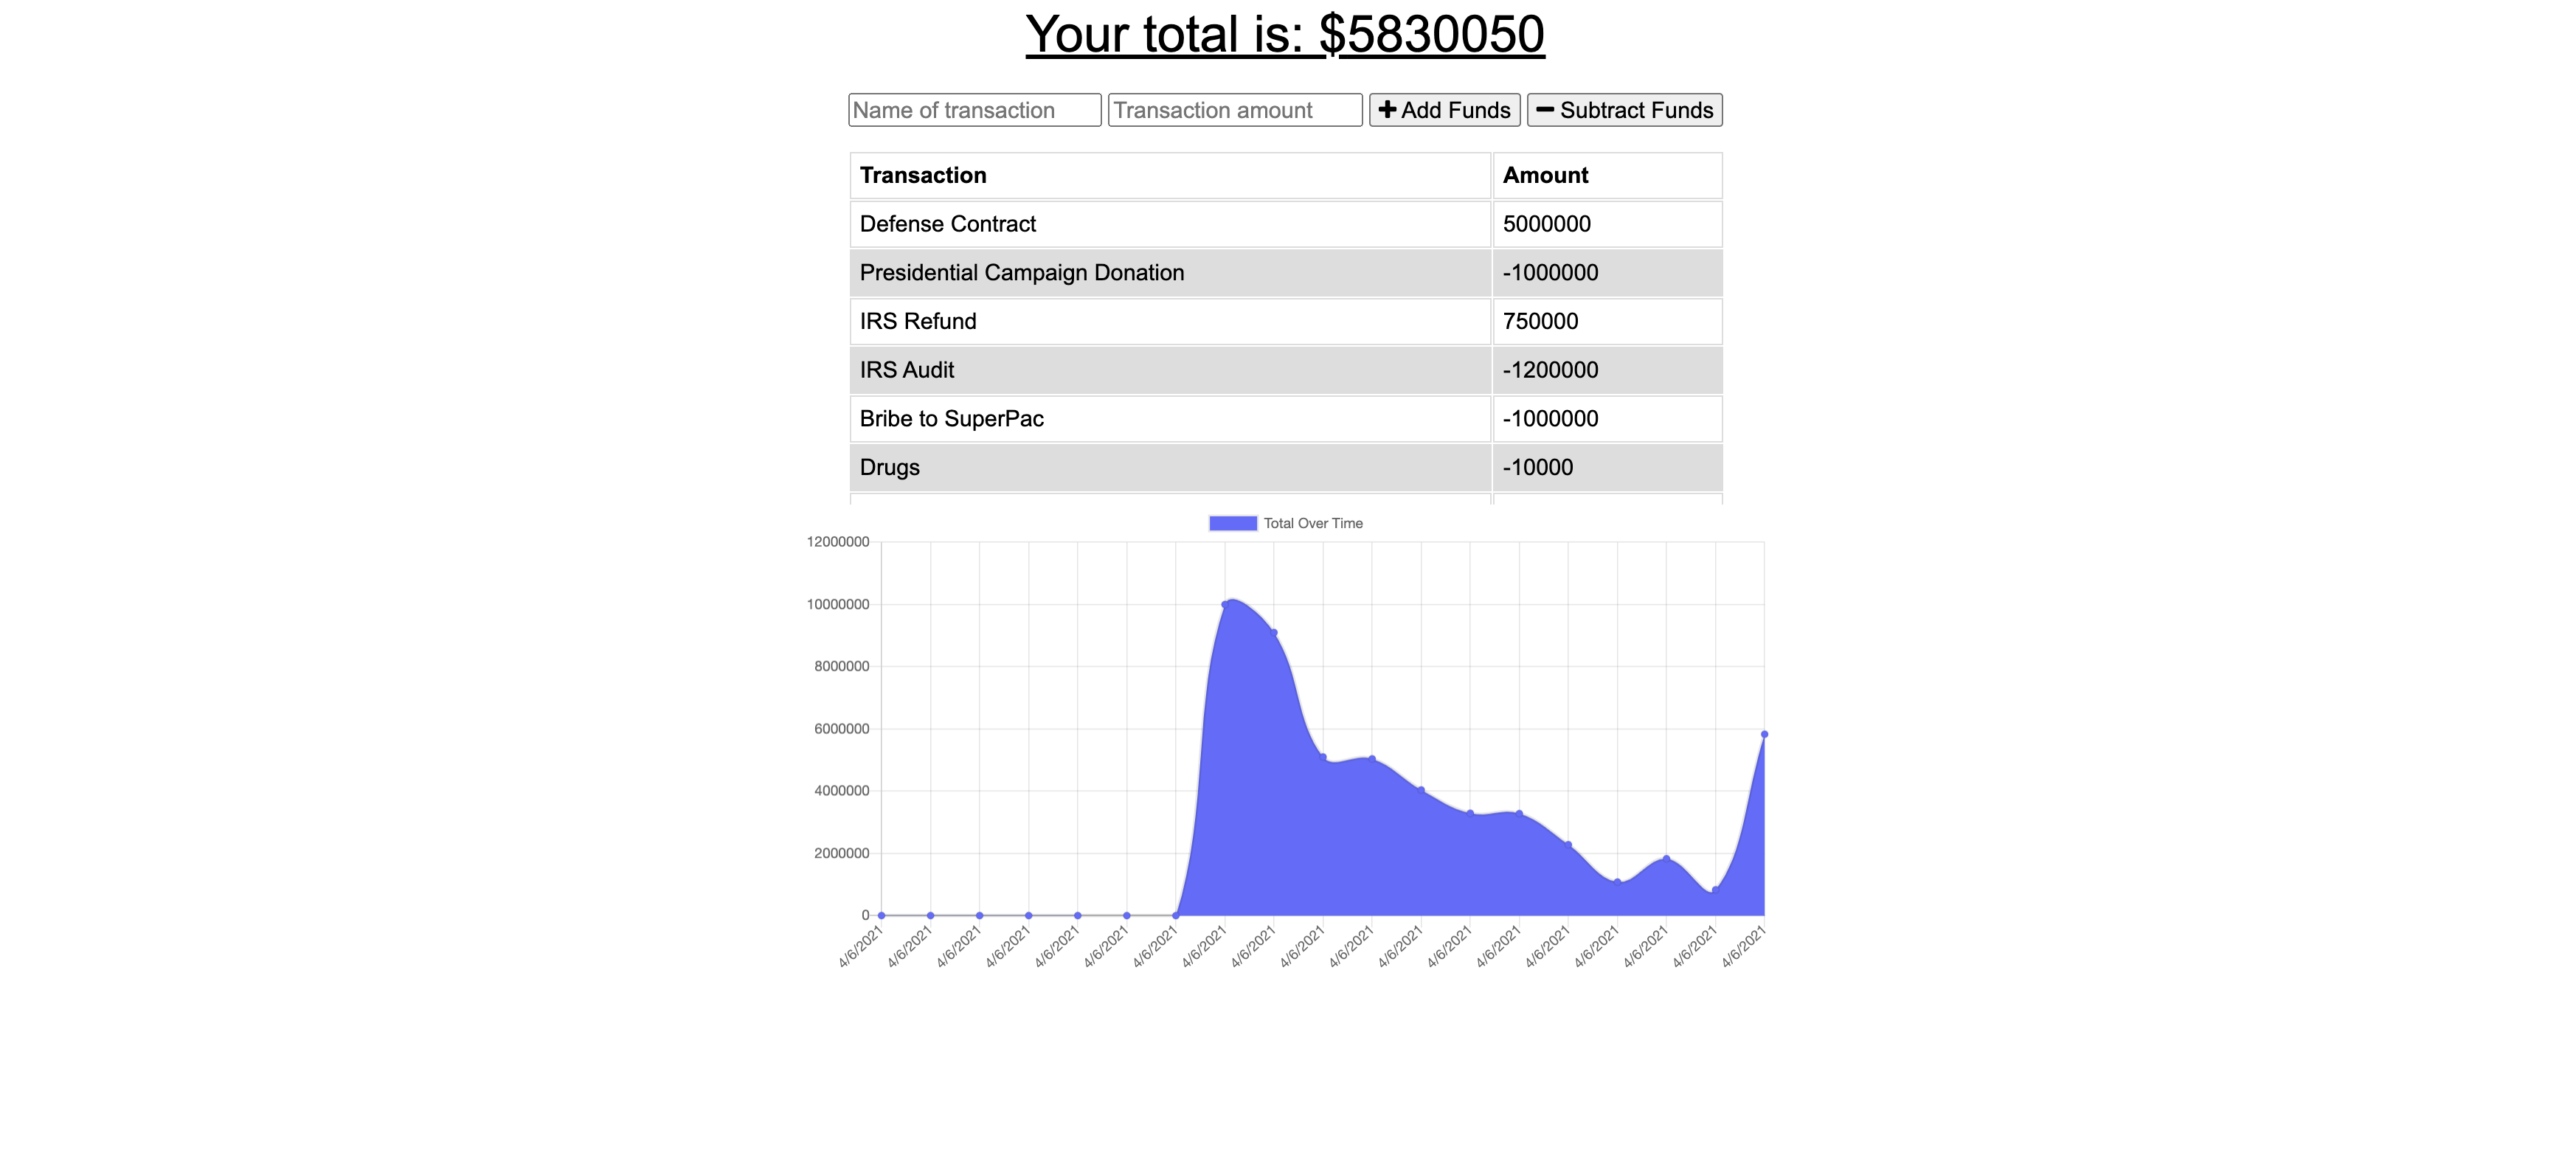 Your total is: $5830050
Name of transaction Transaction amount Add Funds Subtract Funds
Transaction Amount
Defense Contract 5000000
Presidential Campaign Donation -1000000
IRS Refund 750000
IRS Audit -1200000
Bribe to SuperPac -1000000
Drugs -10000
Total Over Time
12000000
10000000
8000000
6000000
4000000
2000000
0
4/6/2021 4/6/2021 4/6/2021 4/6/2021 4/6/2021 4/6/2021 4/6/2021 4/6/2021 4/6/2021 4/6/2021 4/6/2021 4/6/2021 4/6/2021 4/6/2021 4/6/2021 4/6/2021 4/6/2021 4/6/2021 4/6/2021